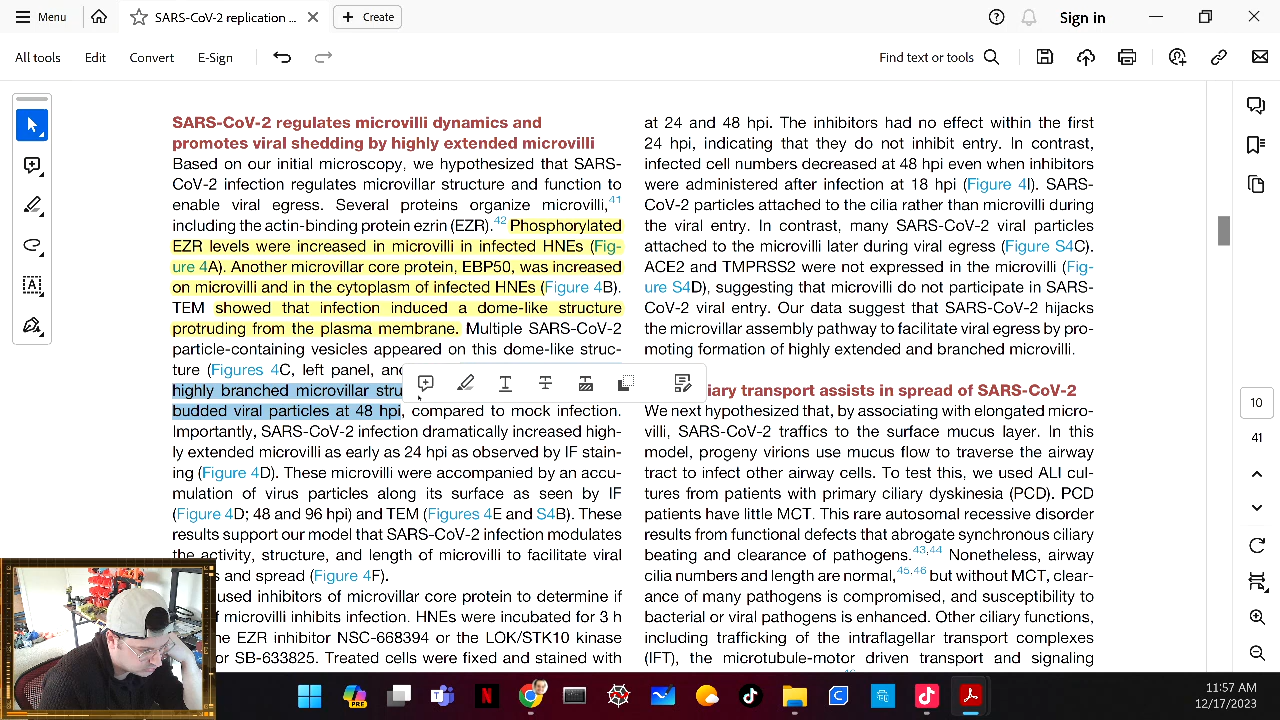 Menu
SARS-CoV-2 replication ...
Create
Sign in
All tools
Edit
Convert
E-Sign
Find text or tools
SARS-CoV-2 regulates microvilli dynamics and
promotes viral shedding by highly extended microvilli
Based on our initial microscopy, we hypothesized that SARS-
CoV-2 infection regulates microvillar structure and function to
enable viral egress. Several proteins organize microvilli,41
including the actin-binding protein ezrin (EZR).42 Phosphorylated
EZR levels were increased in microvilli in infected HNEs (Fig-
ure 4A). Another microvillar core protein, EBP50, was increased
on microvilli and in the cytoplasm of infected HNEs (Figure 4B).
TEM showed that infection induced a dome-like structure
protruding from the plasma membrane. Multiple SARS-CoV-2
particle-containing vesicles appeared on this dome-like struc-
ture (Figures 4C, left panel, and
highly branched microvillar stru
budded viral particles at 48 hpi, compared to mock infection.
Importantly, SARS-CoV-2 infection dramatically increased high-
ly extended microvilli as early as 24 hpi as observed by IF stain-
ing (Figure 4D). These microvilli were accompanied by an accu-
mulation of virus particles along its surface as seen by IF
(Figure 4D; 48 and 96 hpi) and TEM (Figures 4E and S4B). These
results support our model that SARS-CoV-2 infection modulates
the activity, structure, and length of microvilli to facilitate viral
s and spread (Figure 4F).
used inhibitors of microvillar core protein to determine if
f microvilli inhibits infection. HNEs were incubated for 3 h
ne EZR inhibitor NSC-668394 or the LOK/STK10 kinase
or SB-633825. Treated cells were fixed and stained with
at 24 and 48 hpi. The inhibitors had no effect within the first
24 hpi, indicating that they do not inhibit entry. In contrast,
infected cell numbers decreased at 48 hpi even when inhibitors
were administered after infection at 18 hpi (Figure 4I). SARS-
CoV-2 particles attached to the cilia rather than microvilli during
the viral entry. In contrast, many SARS-CoV-2 viral particles
attached to the microvilli later during viral egress (Figure S4C).
ACE2 and TMPRSS2 were not expressed in the microvilli (Fig-
ure S4D), suggesting that microvilli do not participate in SARS-
CoV-2 viral entry. Our data suggest that SARS-CoV-2 hijacks
the microvillar assembly pathway to facilitate viral egress by pro-
moting formation of highly extended and branched microvilli.
iary transport assists in spread of SARS-CoV-2
We next hypothesized that, by associating with elongated micro-
villi, SARS-CoV-2 traffics to the surface mucus layer. In this
model, progeny virions use mucus flow to traverse the airway
tract to infect other airway cells. To test this, we used ALI cul-
tures from patients with primary ciliary dyskinesia (PCD). PCD
patients have little MCT. This rare autosomal recessive disorder
results from functional defects that abrogate synchronous ciliary
beating and clearance of pathogens.43,44 Nonetheless, airway
cilia numbers and length are normal,45,46 but without MCT, clear-
ance of many pathogens is compromised, and susceptibility to
bacterial or viral pathogens is enhanced. Other ciliary functions,
including trafficking of the intraflagellar transport complexes
(IFT), the microtubule-motor driven transport and signaling
10
41
PRE
11:57 AM
12/17/2023